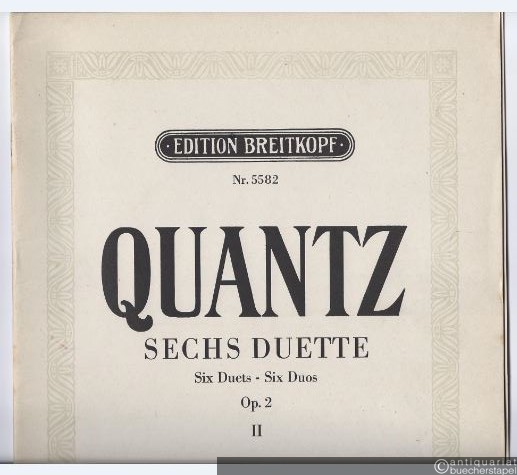 · EDITION BREITKOPF ·
Nr. 5582
QUANTZ
SECHS DUETTE
Six Duets - Six Duos
Op. 2
II
antiquariat
buecherstapel